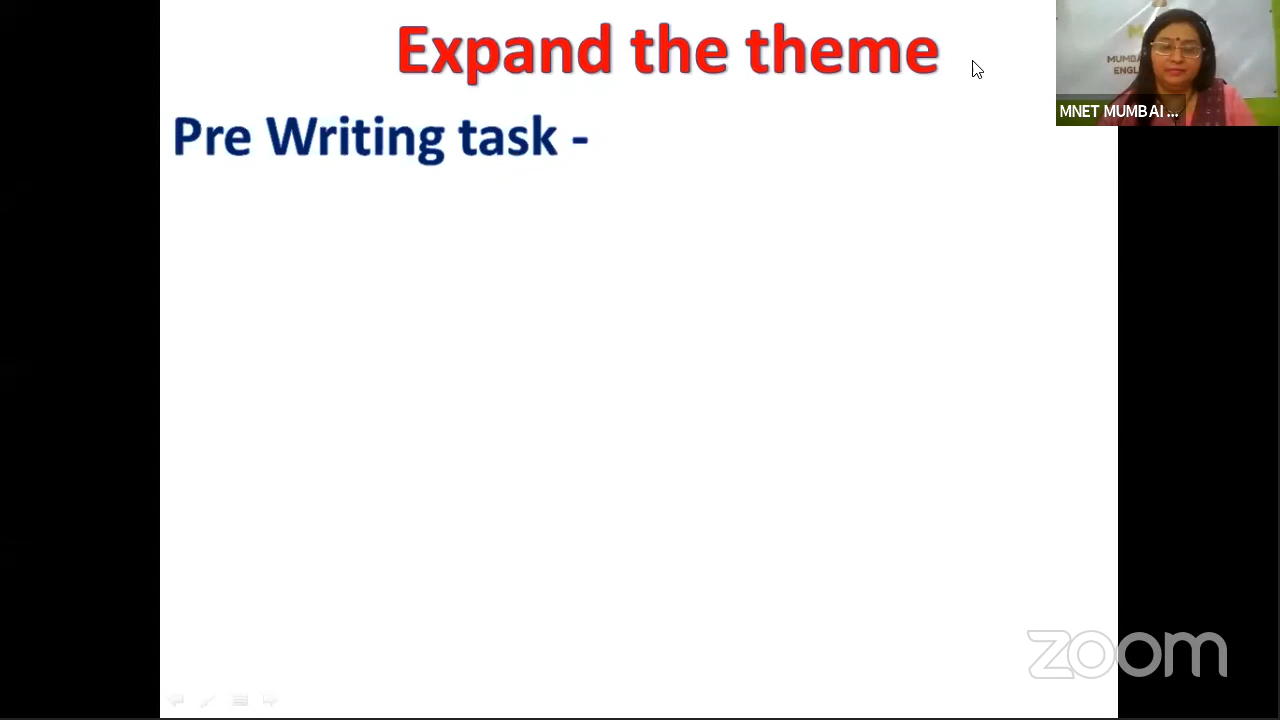 Expand the theme
Pre Writing task -
MNET MUMBAI ...
zoom